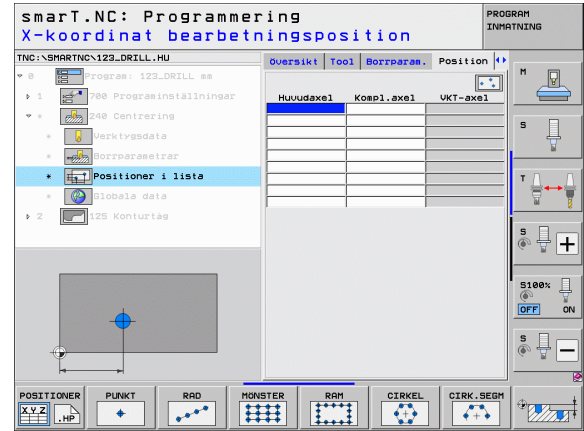 smarT.NC: Programmering
X-koordinat bearbetningsposition
PROGRAM
INMATNING
TNC:\SMARTNC\123_DRILL.HU
0 Program: 123_DRILL mm
1 700 Programinställningar
* 240 Centrering
* Verktygsdata
* Borrparametrar
* Positioner i lista
* Globala data
2 125 Konturtåg
Översikt Tool Borrparam. Position
Huvudaxel Kompl.axel VKT-axel
M
S
T
S
S100%
OFF ON
S
POSITIONER
XYZ .HP
PUNKT
RAD
MÖNSTER
RAM
CIRKEL
CIRK.SEGM